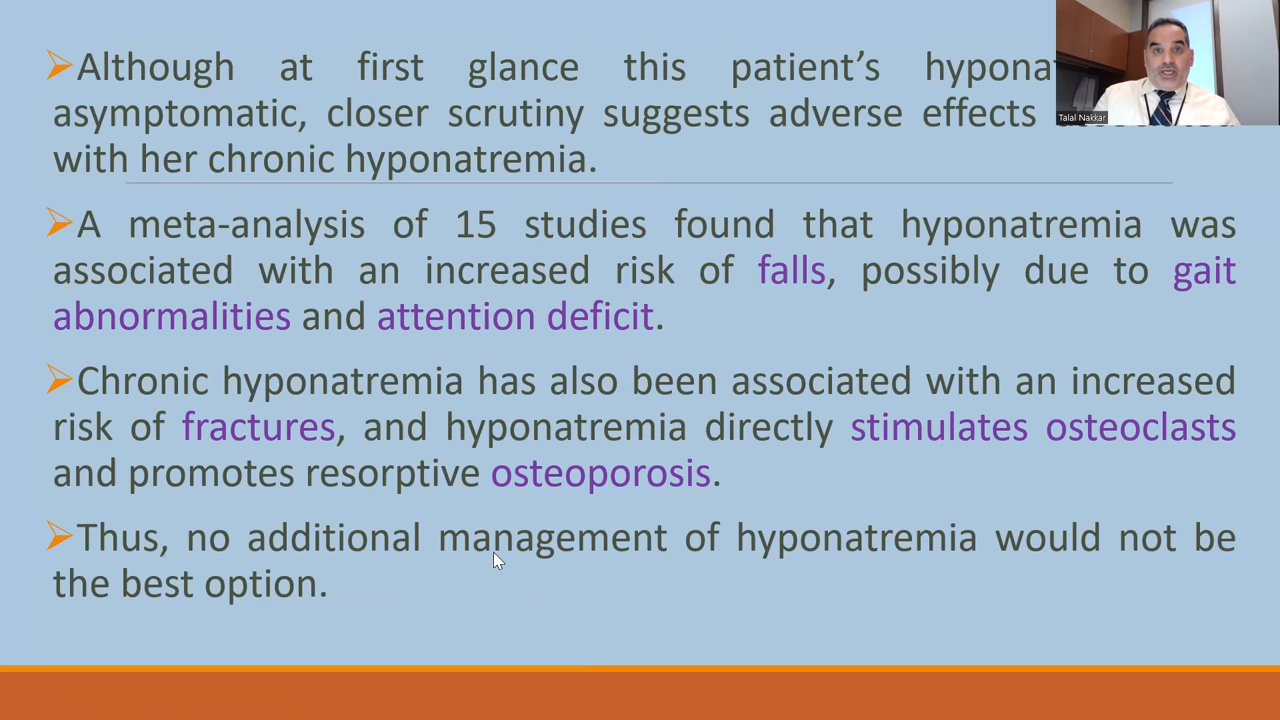 ➢Although at first glance this patient's
asymptomatic, closer scrutiny suggests adverse effects
with her chronic hyponatremia.
➢A meta-analysis of 15 studies found that hyponatremia was
associated with an increased risk of falls, possibly due to gait
abnormalities and attention deficit.
➢Chronic hyponatremia has also been associated with an increased
risk of fractures, and hyponatremia directly stimulates osteoclasts
and promotes resorptive osteoporosis.
➢Thus, no additional management of hyponatremia would not be
the best option.
Talal Nakkar